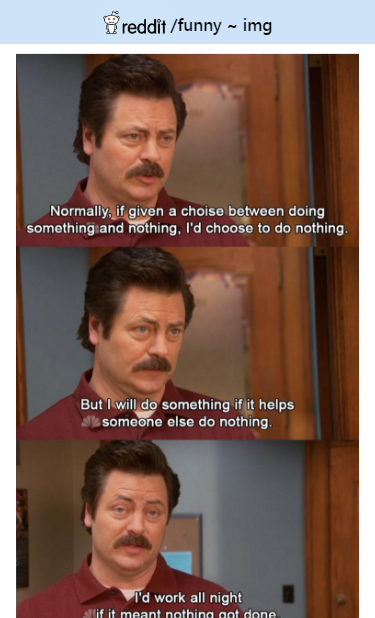 reddit /funny ~ img
Normally, if given a choise between doing
something and nothing, I'd choose to do nothing.
But I will do something if it helps
someone else do nothing.
I'd work all night
if it meant nothing got done.